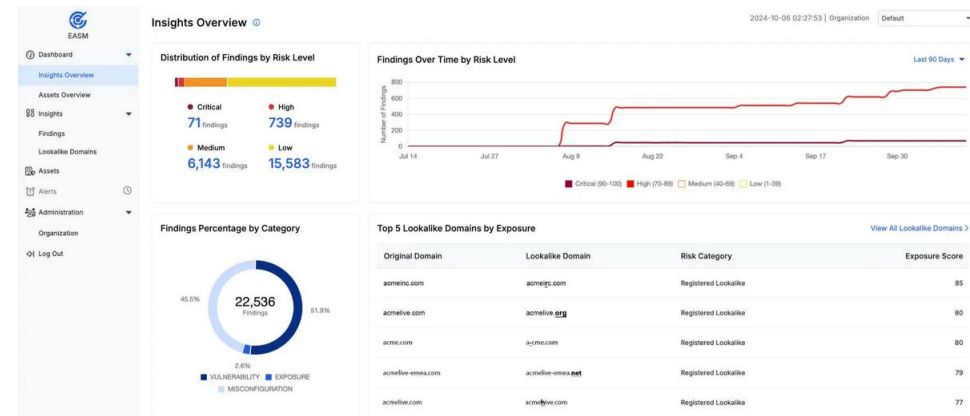 EASM
Dashboard
Insights Overview
Assets Overview
Insights
Findings
Lookalike Domains
Assets
Alerts
Administration
Organization
Log Out
Insights Overview
2024-10-06 02:27:53 | Organization Default
Distribution of Findings by Risk Level
Critical High
71 findings 739 findings
Medium Low
6,143 findings 15,583 findings
Findings Over Time by Risk Level
Last 90 Days
Number of Findings
800
600
400
200
0
Jul 14 Jul 27 Aug 9 Aug 22 Sep 4 Sep 17 Sep 30
Critical (90-100) High (70-89) Medium (40-69) Low (1-39)
Findings Percentage by Category
45.5%
22,536
Findings
51.9%
2.6%
VULNERABILITY EXPOSURE
MISCONFIGURATION
Top 5 Lookalike Domains by Exposure
View All Lookalike Domains >
Original Domain Lookalike Domain Risk Category Exposure Score
acmeinc.com acmeirc.com Registered Lookalike 85
acmelive.com acmelive.org Registered Lookalike 80
acme.com a-cme.com Registered Lookalike 80
acmelive-emea.com acmelive-emea.net Registered Lookalike 79
acmelive.com acmehive.com Registered Lookalike 77